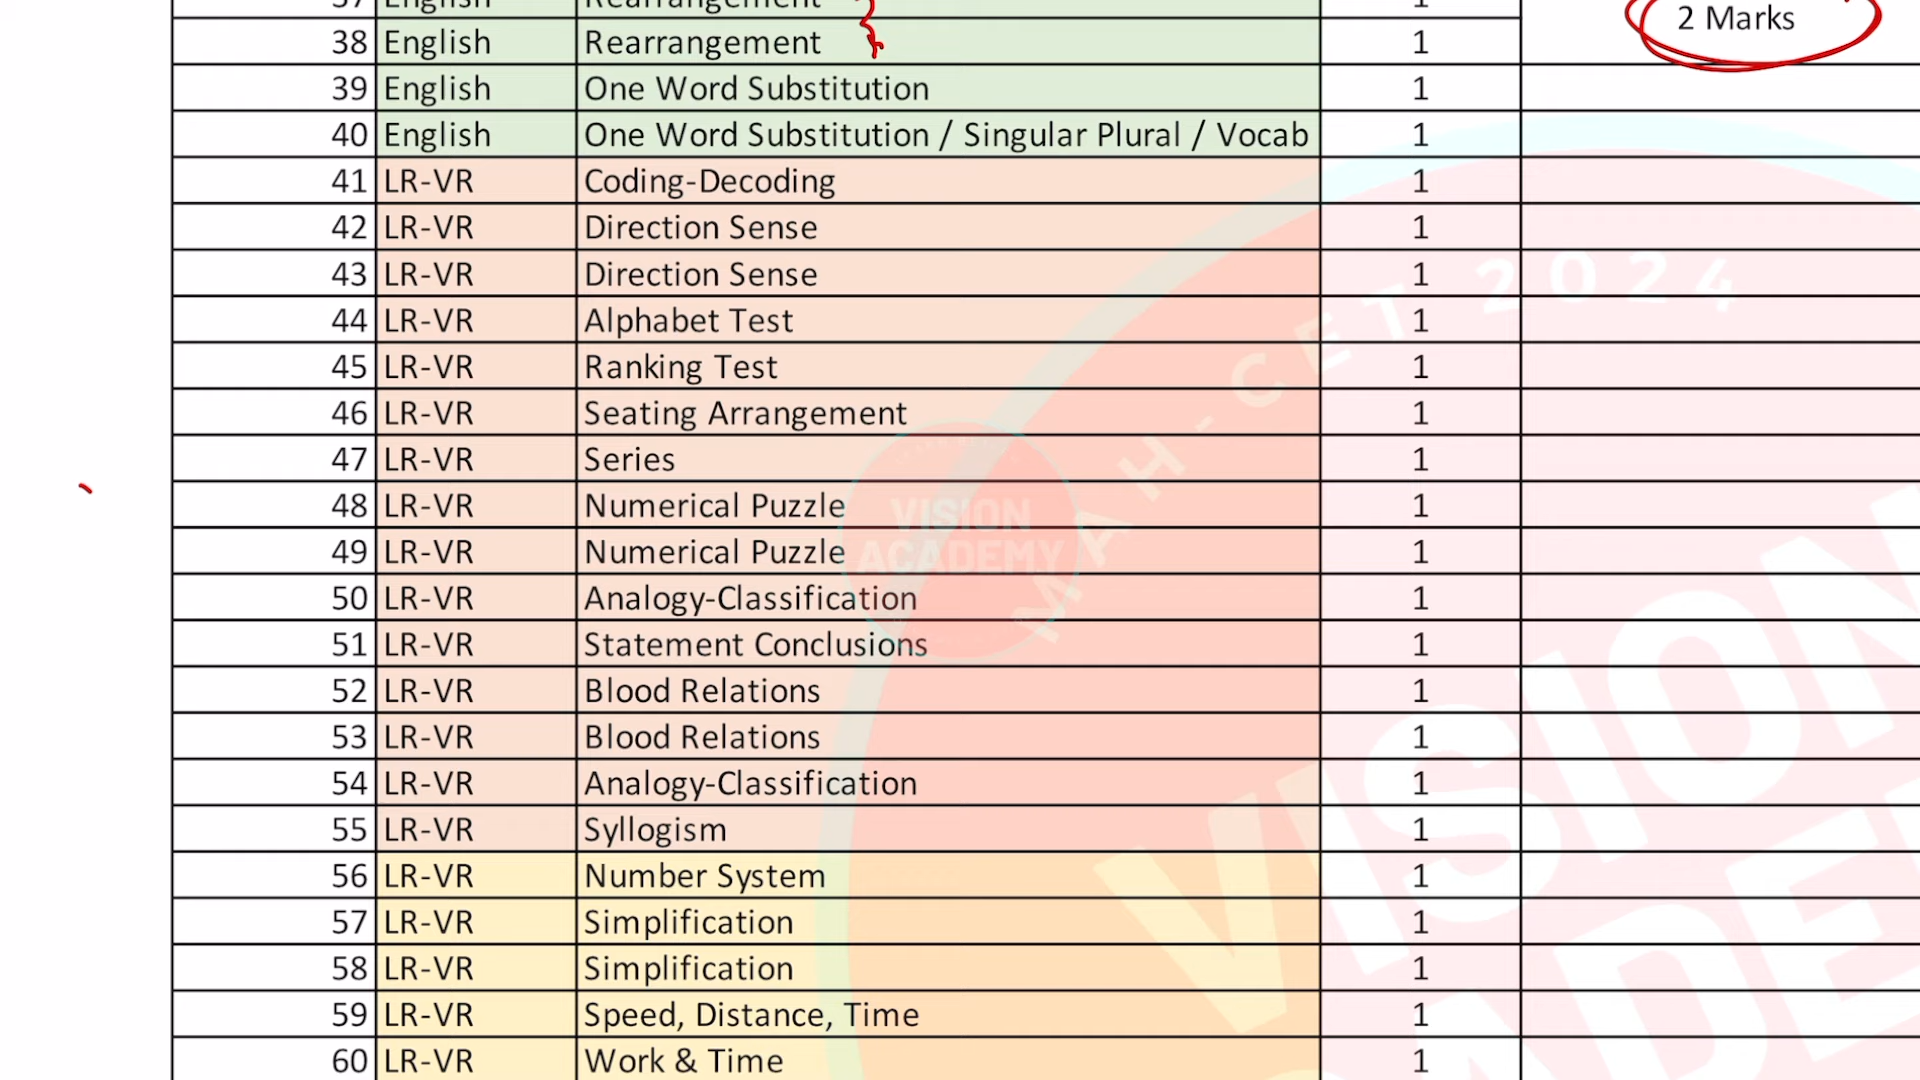 37 English Rearrangement 1
2 Marks
38 English Rearrangement 1
39 English One Word Substitution 1
40 English One Word Substitution / Singular Plural / Vocab 1
41 LR-VR Coding-Decoding 1
42 LR-VR Direction Sense 1
43 LR-VR Direction Sense 1
44 LR-VR Alphabet Test 1
45 LR-VR Ranking Test 1
46 LR-VR Seating Arrangement 1
47 LR-VR Series 1
48 LR-VR Numerical Puzzle 1
49 LR-VR Numerical Puzzle 1
50 LR-VR Analogy-Classification 1
51 LR-VR Statement Conclusions 1
52 LR-VR Blood Relations 1
53 LR-VR Blood Relations 1
54 LR-VR Analogy-Classification 1
55 LR-VR Syllogism 1
56 LR-VR Number System 1
57 LR-VR Simplification 1
58 LR-VR Simplification 1
59 LR-VR Speed, Distance, Time 1
60 LR-VR Work & Time 1
MAH-CET 2024
VISION
ACADEMY
VISION
ADE